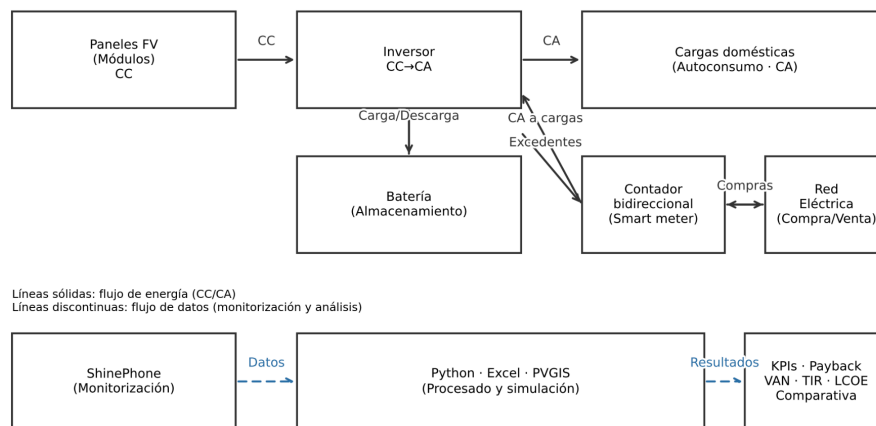 Paneles FV
(Módulos)
CC
CC
Inversor
CC→CA
CA
Cargas domésticas
(Autoconsumo · CA)
Carga/Descarga
CA a cargas
Excedentes
Batería
(Almacenamiento)
Contador
bidireccional
(Smart meter)
Compras
Red
Eléctrica
(Compra/Venta)
Líneas sólidas: flujo de energía (CC/CA)
Líneas discontinuas: flujo de datos (monitorización y análisis)
ShinePhone
(Monitorización)
Datos
Python · Excel · PVGIS
(Procesado y simulación)
Resultados
KPIs · Payback
VAN · TIR · LCOE
Comparativa